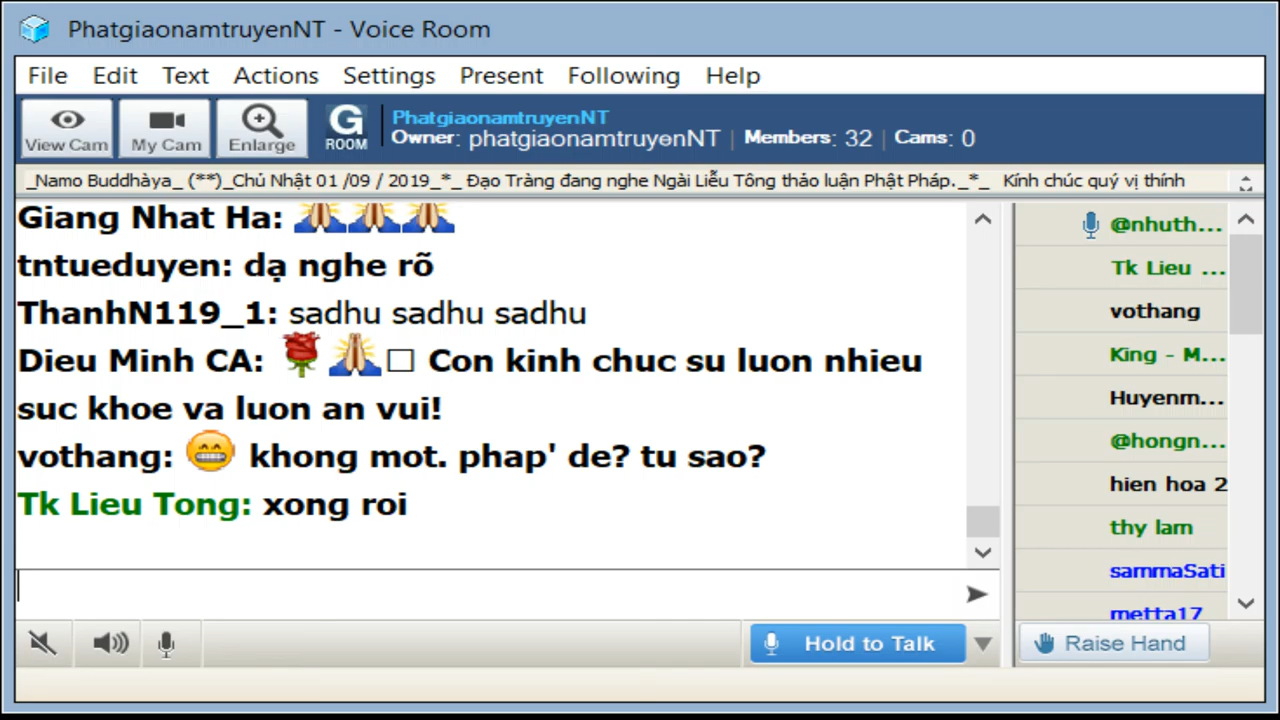 PhatgiaonamtruyenNT - Voice Room
File Edit Text Actions Settings Present Following Help
View Cam My Cam Enlarge G ROOM
PhatgiaonamtruyenNT
Owner: phatgiaonamtruyenNT | Members: 32 | Cams: 0
_Namo Buddhàya_ (**)_Chủ Nhật 01 /09 / 2019_*_ Đạo Tràng đang nghe Ngài Liễu Tông thảo luận Phật Pháp._*_ Kính chúc quý vị thính
Giang Nhat Ha: 🙏🙏🙏
tntueduyen: dạ nghe rõ
ThanhN119_1: sadhu sadhu sadhu
Dieu Minh CA: 🌹🙏□ Con kinh chuc su luon nhieu
suc khoe va luon an vui!
vothang: 😁 khong mot. phap' de? tu sao?
Tk Lieu Tong: xong roi
@nhuth...
Tk Lieu ...
vothang
King - M...
Huyenm...
@hongn...
hien hoa 2
thy lam
sammaSati
metta17
Hold to Talk
Raise Hand